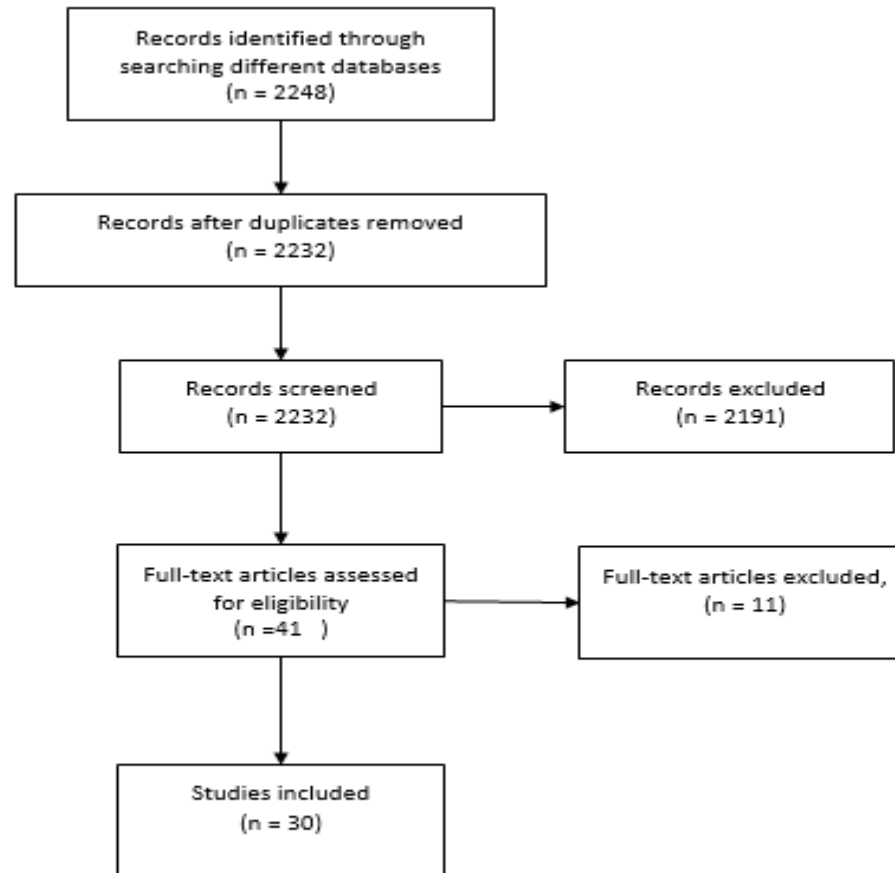 Records identified through
searching different databases
(n = 2248)
Records after duplicates removed
(n = 2232)
Records screened
(n = 2232)
Records excluded
(n = 2191)
Full-text articles assessed
for eligibility
(n =41   )
Full-text articles excluded,
(n = 11)
Studies included
(n = 30)